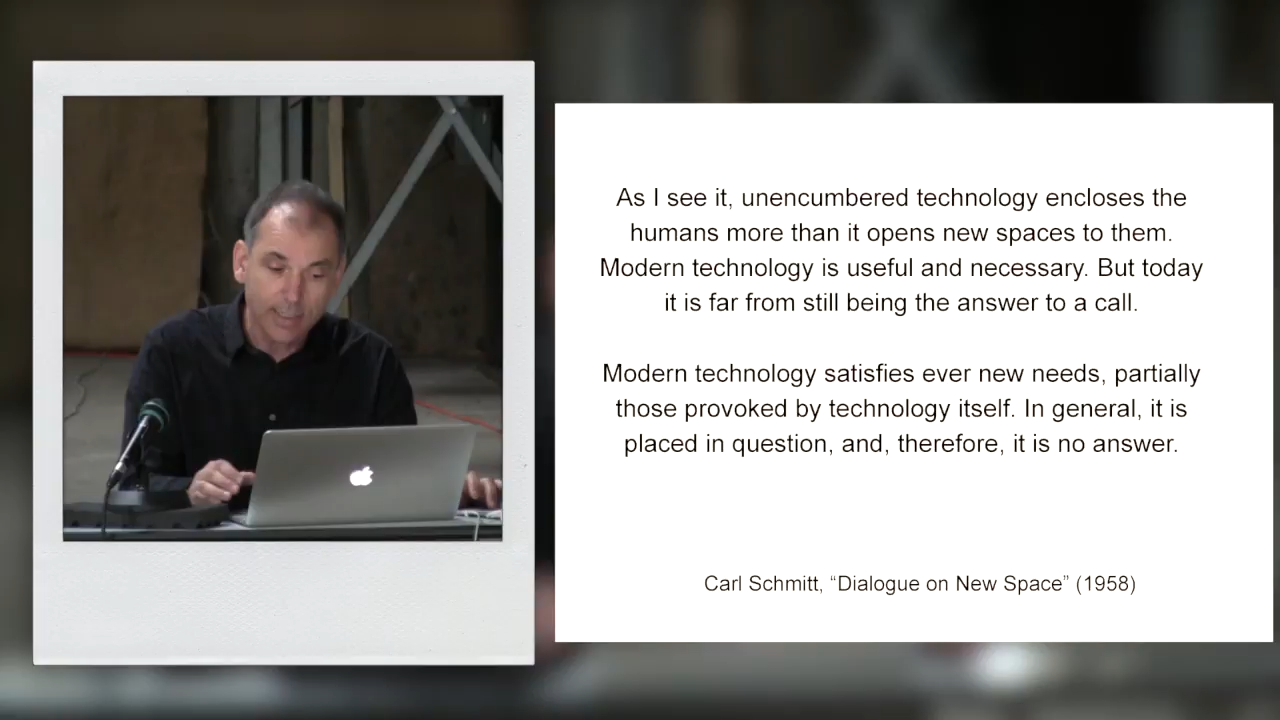 As I see it, unencumbered technology encloses the
humans more than it opens new spaces to them.
Modern technology is useful and necessary. But today
it is far from still being the answer to a call.
Modern technology satisfies ever new needs, partially
those provoked by technology itself. In general, it is
placed in question, and, therefore, it is no answer.
Carl Schmitt, “Dialogue on New Space” (1958)